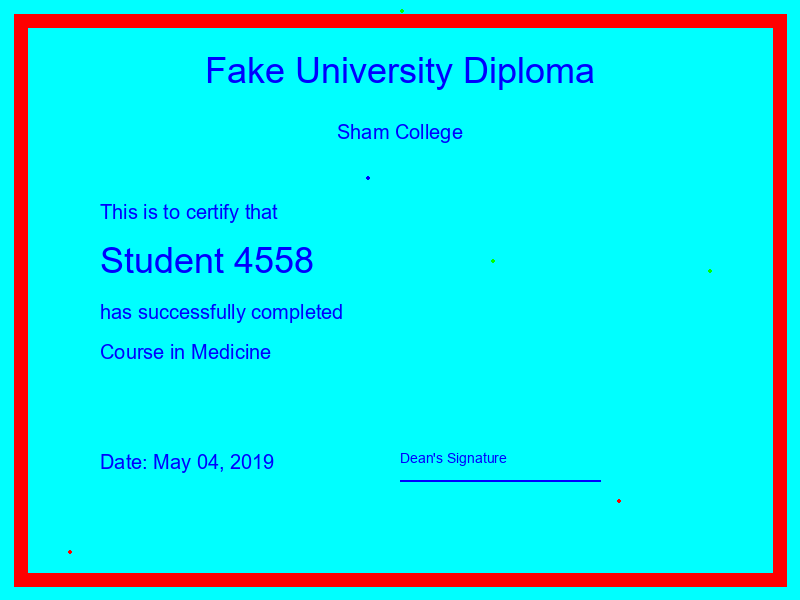 Fake University Diploma
Sham College
This is to certify that
Student 4558
has successfully completed
Course in Medicine
Date: May 04, 2019
Dean's Signature